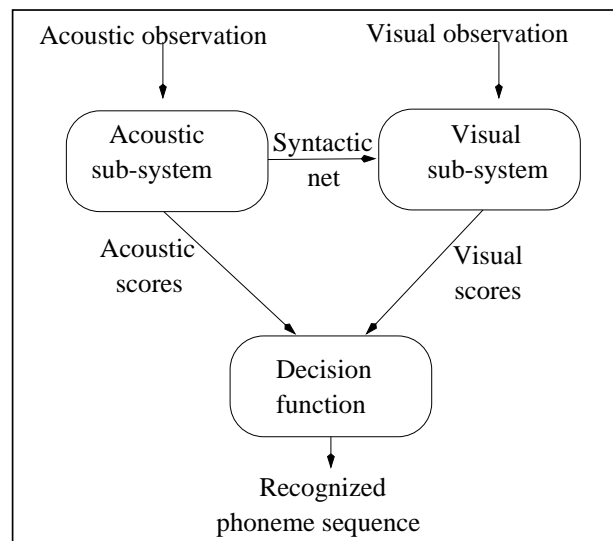 Acoustic observation
Visual observation
Acoustic
sub-system
Syntactic
net
Visual
sub-system
Acoustic
scores
Visual
scores
Decision
function
Recognized
phoneme sequence